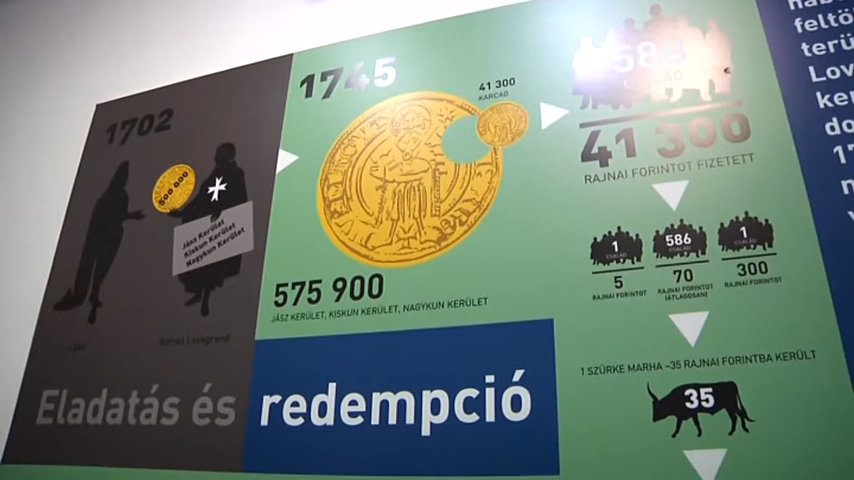 1702
500 000
Jász Kerület
Kiskun Kerület
Nagykun Kerület
Német Lovagrend
Eladatás és
redempció
1745
41 300
KARCAG
575 900
JÁSZ KERÜLET, KISKUN KERÜLET, NAGYKUN KERÜLET
588
CSALÁD
41 300
RAJNAI FORINTOT FIZETETT
1
CSALÁD
5
RAJNAI FORINTOT
586
CSALÁD
70
RAJNAI FORINTOT
(ÁTLAGOSAN)
1
CSALÁD
300
RAJNAI FORINTOT
1 SZÜRKE MARHA ~35 RAJNAI FORINTBA KERÜLT
35
feltö
terü
Lov
ker
do